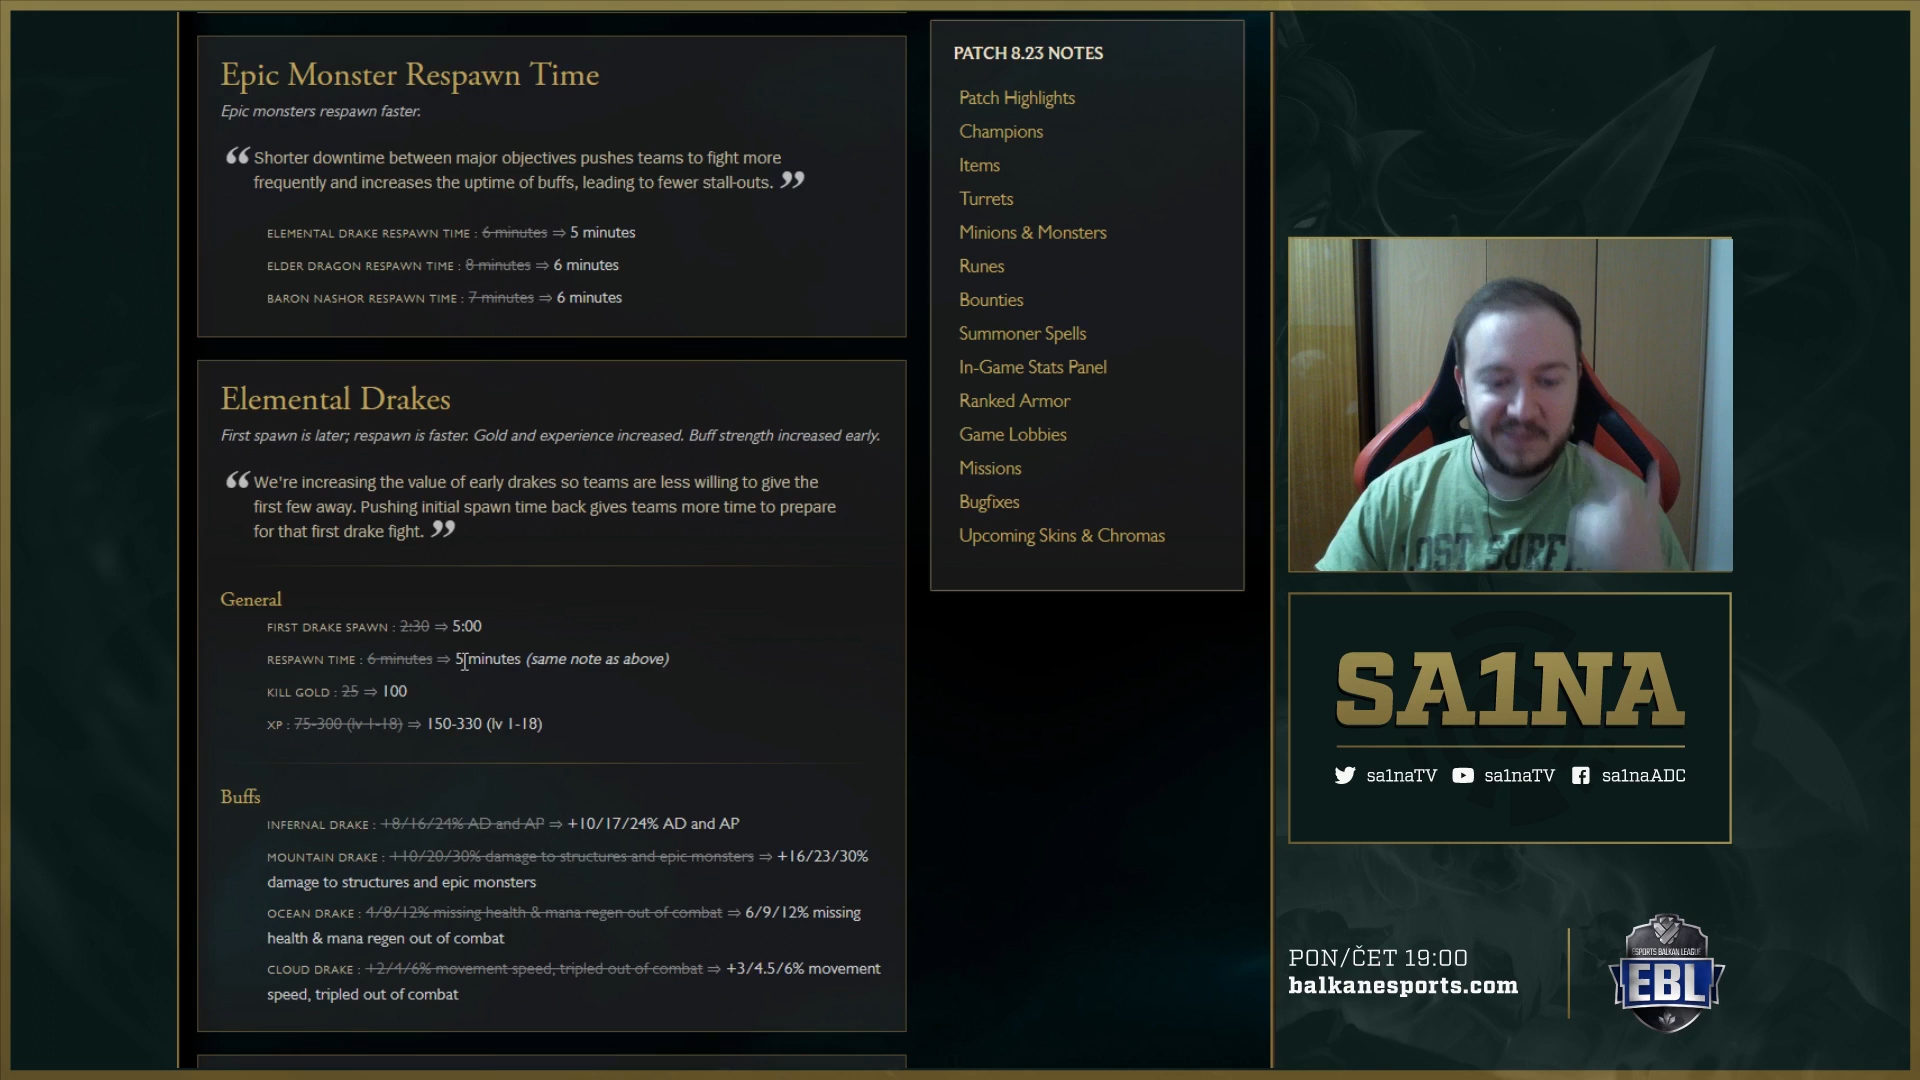 Epic Monster Respawn Time
Epic monsters respawn faster.
“ Shorter downtime between major objectives pushes teams to fight more
frequently and increases the uptime of buffs, leading to fewer stall-outs. ”
ELEMENTAL DRAKE RESPAWN TIME : 6 minutes ⇒ 5 minutes
ELDER DRAGON RESPAWN TIME : 8 minutes ⇒ 6 minutes
BARON NASHOR RESPAWN TIME : 7 minutes ⇒ 6 minutes
Elemental Drakes
First spawn is later; respawn is faster. Gold and experience increased. Buff strength increased early.
“ We're increasing the value of early drakes so teams are less willing to give the
first few away. Pushing initial spawn time back gives teams more time to prepare
for that first drake fight. ”
General
FIRST DRAKE SPAWN : 2:30 ⇒ 5:00
RESPAWN TIME : 6 minutes ⇒ 5 minutes (same note as above)
KILL GOLD : 25 ⇒ 100
XP : 75-300 (lv 1-18) ⇒ 150-330 (lv 1-18)
Buffs
INFERNAL DRAKE : +8/16/24% AD and AP ⇒ +10/17/24% AD and AP
MOUNTAIN DRAKE : +10/20/30% damage to structures and epic monsters ⇒ +16/23/30%
damage to structures and epic monsters
OCEAN DRAKE : 4/8/12% missing health & mana regen out of combat ⇒ 6/9/12% missing
health & mana regen out of combat
CLOUD DRAKE : +2/4/6% movement speed, tripled out of combat ⇒ +3/4.5/6% movement
speed, tripled out of combat
PATCH 8.23 NOTES
Patch Highlights
Champions
Items
Turrets
Minions & Monsters
Runes
Bounties
Summoner Spells
In-Game Stats Panel
Ranked Armor
Game Lobbies
Missions
Bugfixes
Upcoming Skins & Chromas
LOST SURF
SA1NA
sa1naTV sa1naTV sa1naADC
PON/ČET 19:00
balkanesports.com
ESPORTS BALKAN LEAGUE
EBL